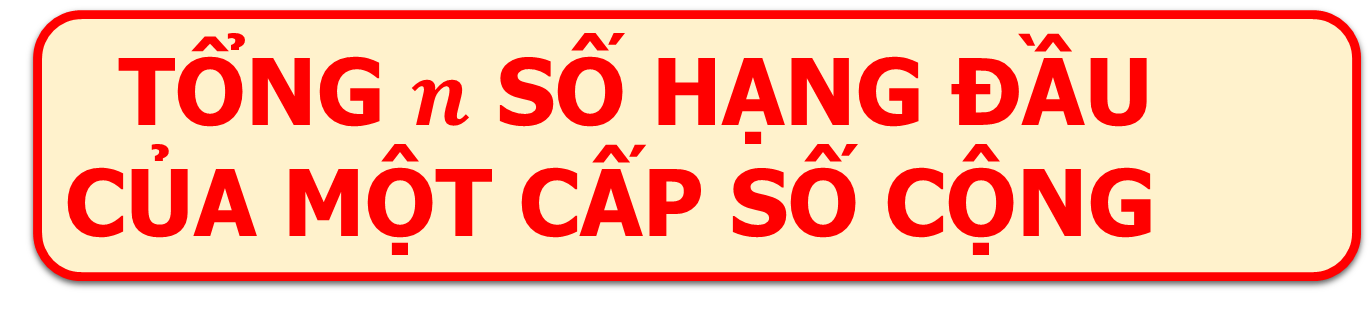 TỔNG n SỐ HẠNG ĐẦU
CỦA MỘT CẤP SỐ CỘNG